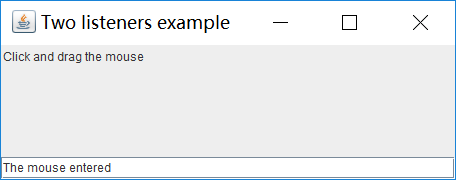 Two listeners example
Click and drag the mouse
The mouse entered